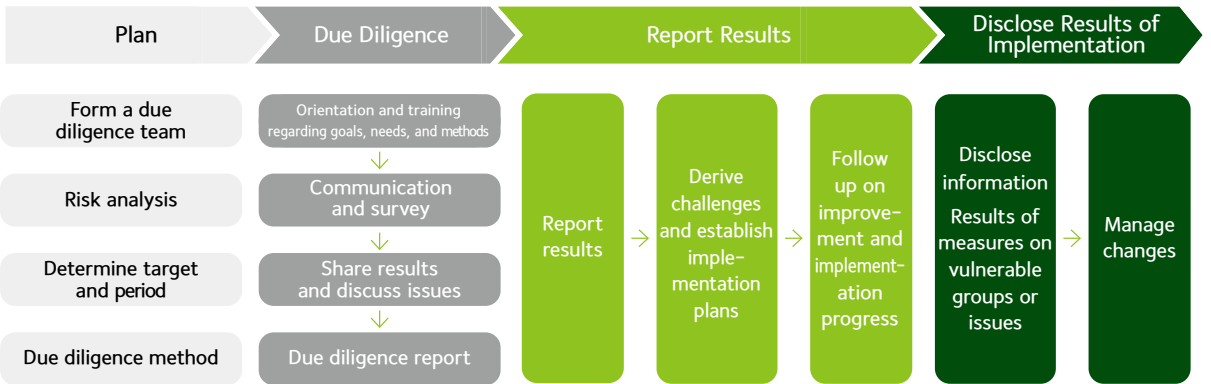 Plan
Due Diligence
Report Results
Disclose Results of
Implementation
Form a due
diligence team
Risk analysis
Determine target
and period
Due diligence method
Orientation and training
regarding goals, needs, and methods
Communication
and survey
Share results
and discuss issues
Due diligence report
Report
results
Derive
challenges
and establish
imple-
mentation
plans
Follow
up on
improve-
ment and
implement-
ation
progress
Disclose
information
Results of
measures on
vulnerable
groups or
issues
Manage
changes